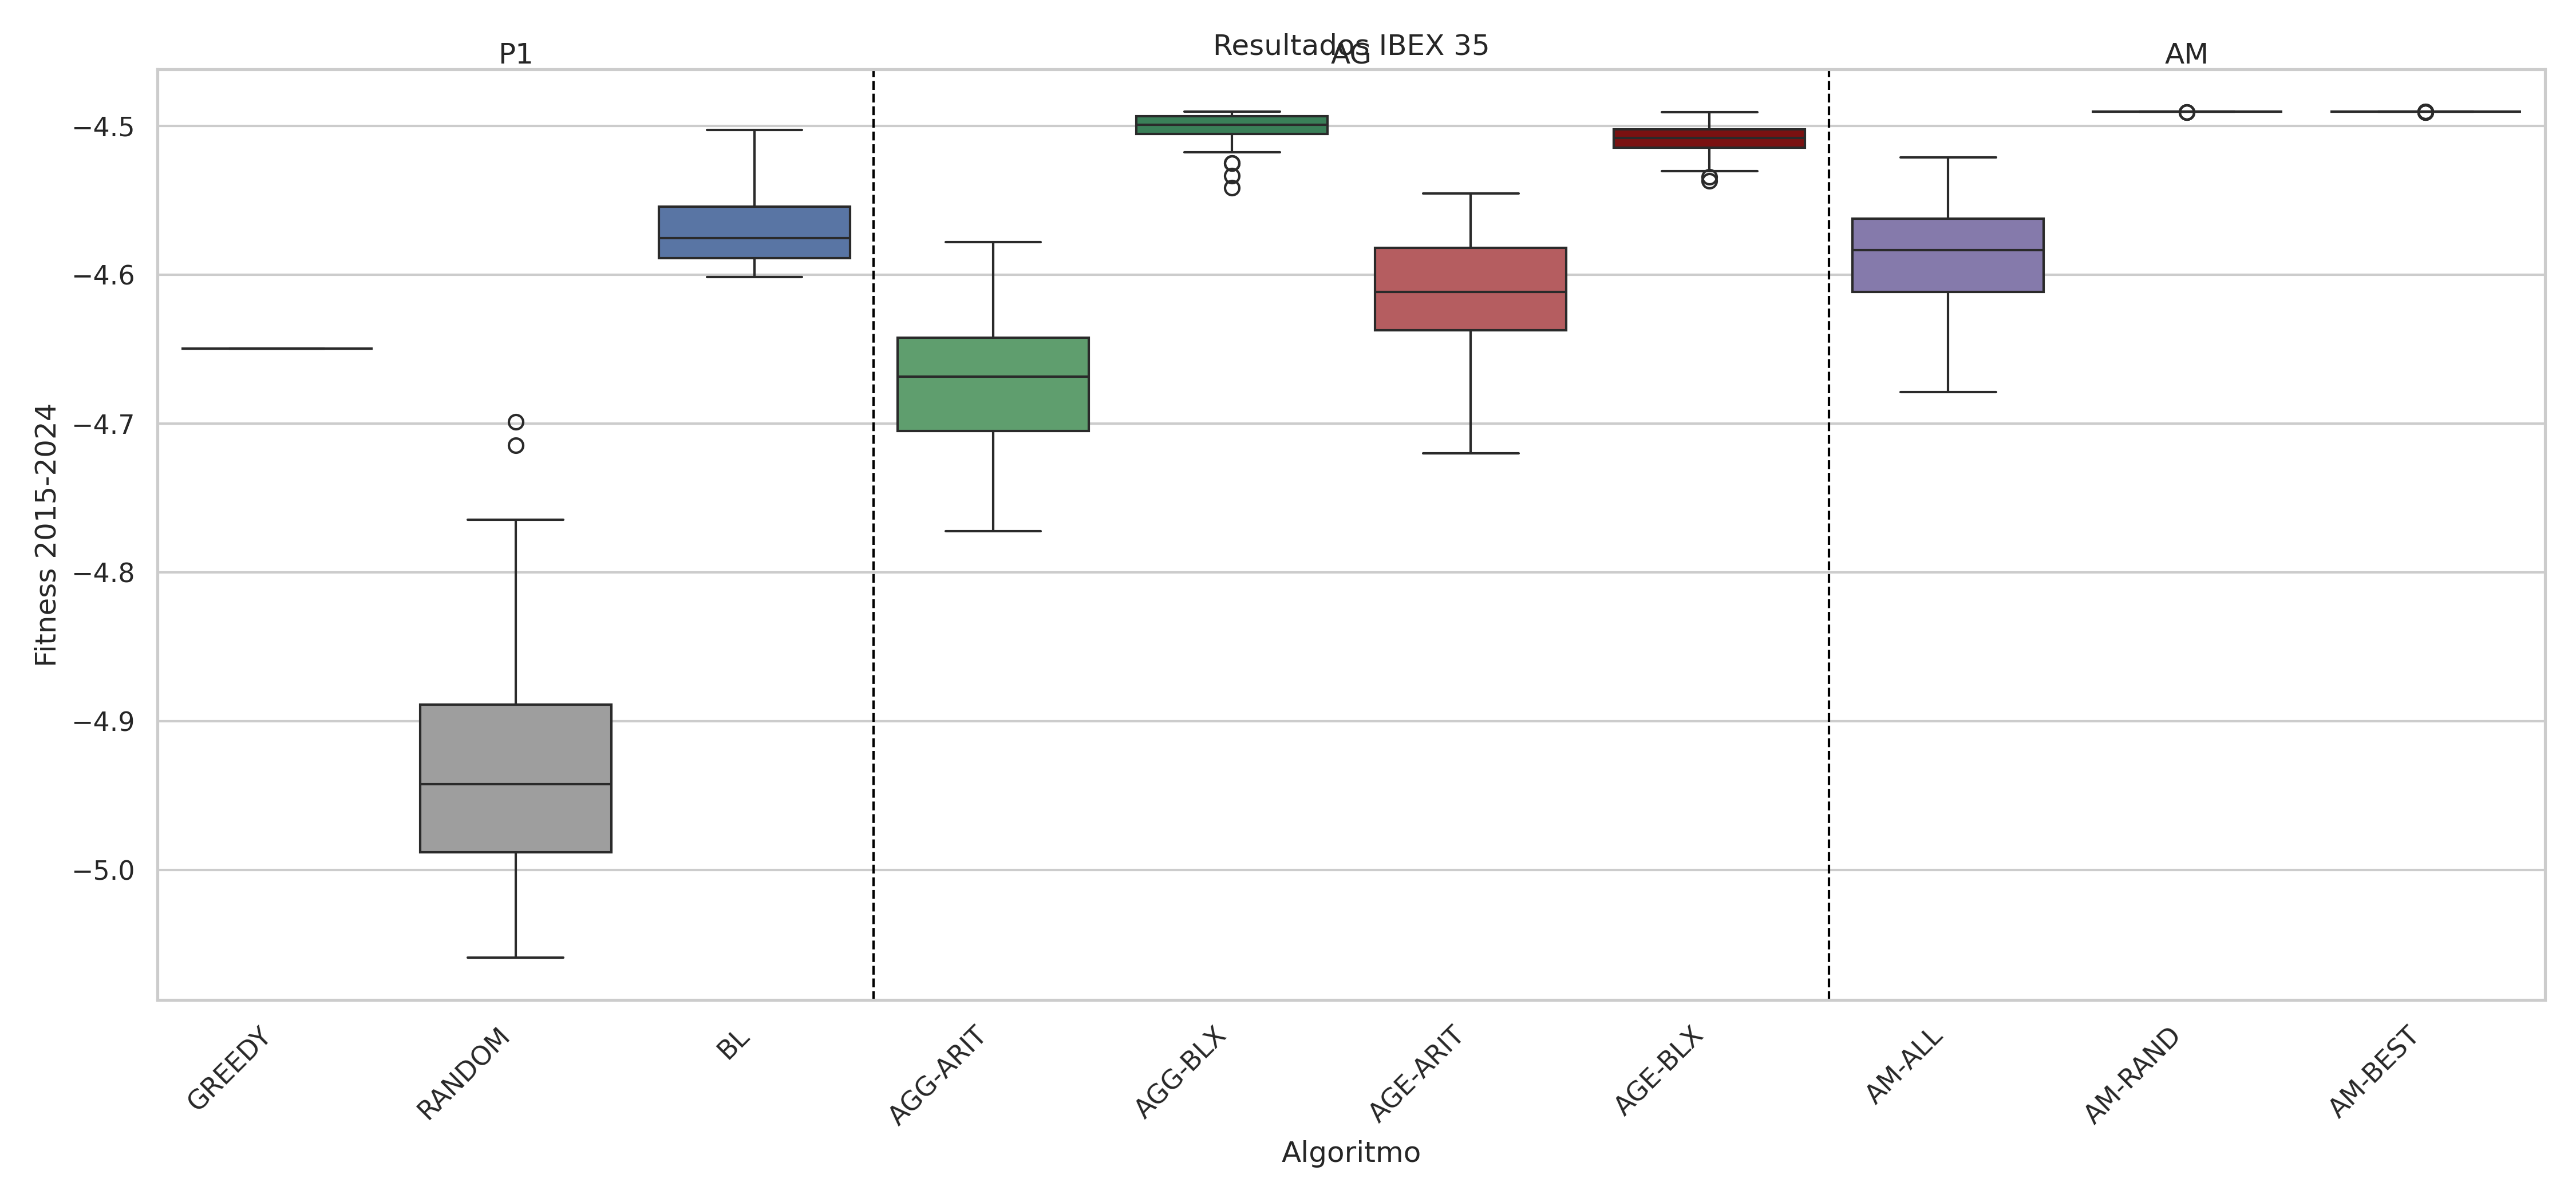 Resultados IBEX 35
P1
AG
AM
Fitness 2015-2024
−4.5
−4.6
−4.7
−4.8
−4.9
−5.0
GREEDY
RANDOM
BL
AGG-ARIT
AGG-BLX
AGE-ARIT
AGE-BLX
AM-ALL
AM-RAND
AM-BEST
Algoritmo